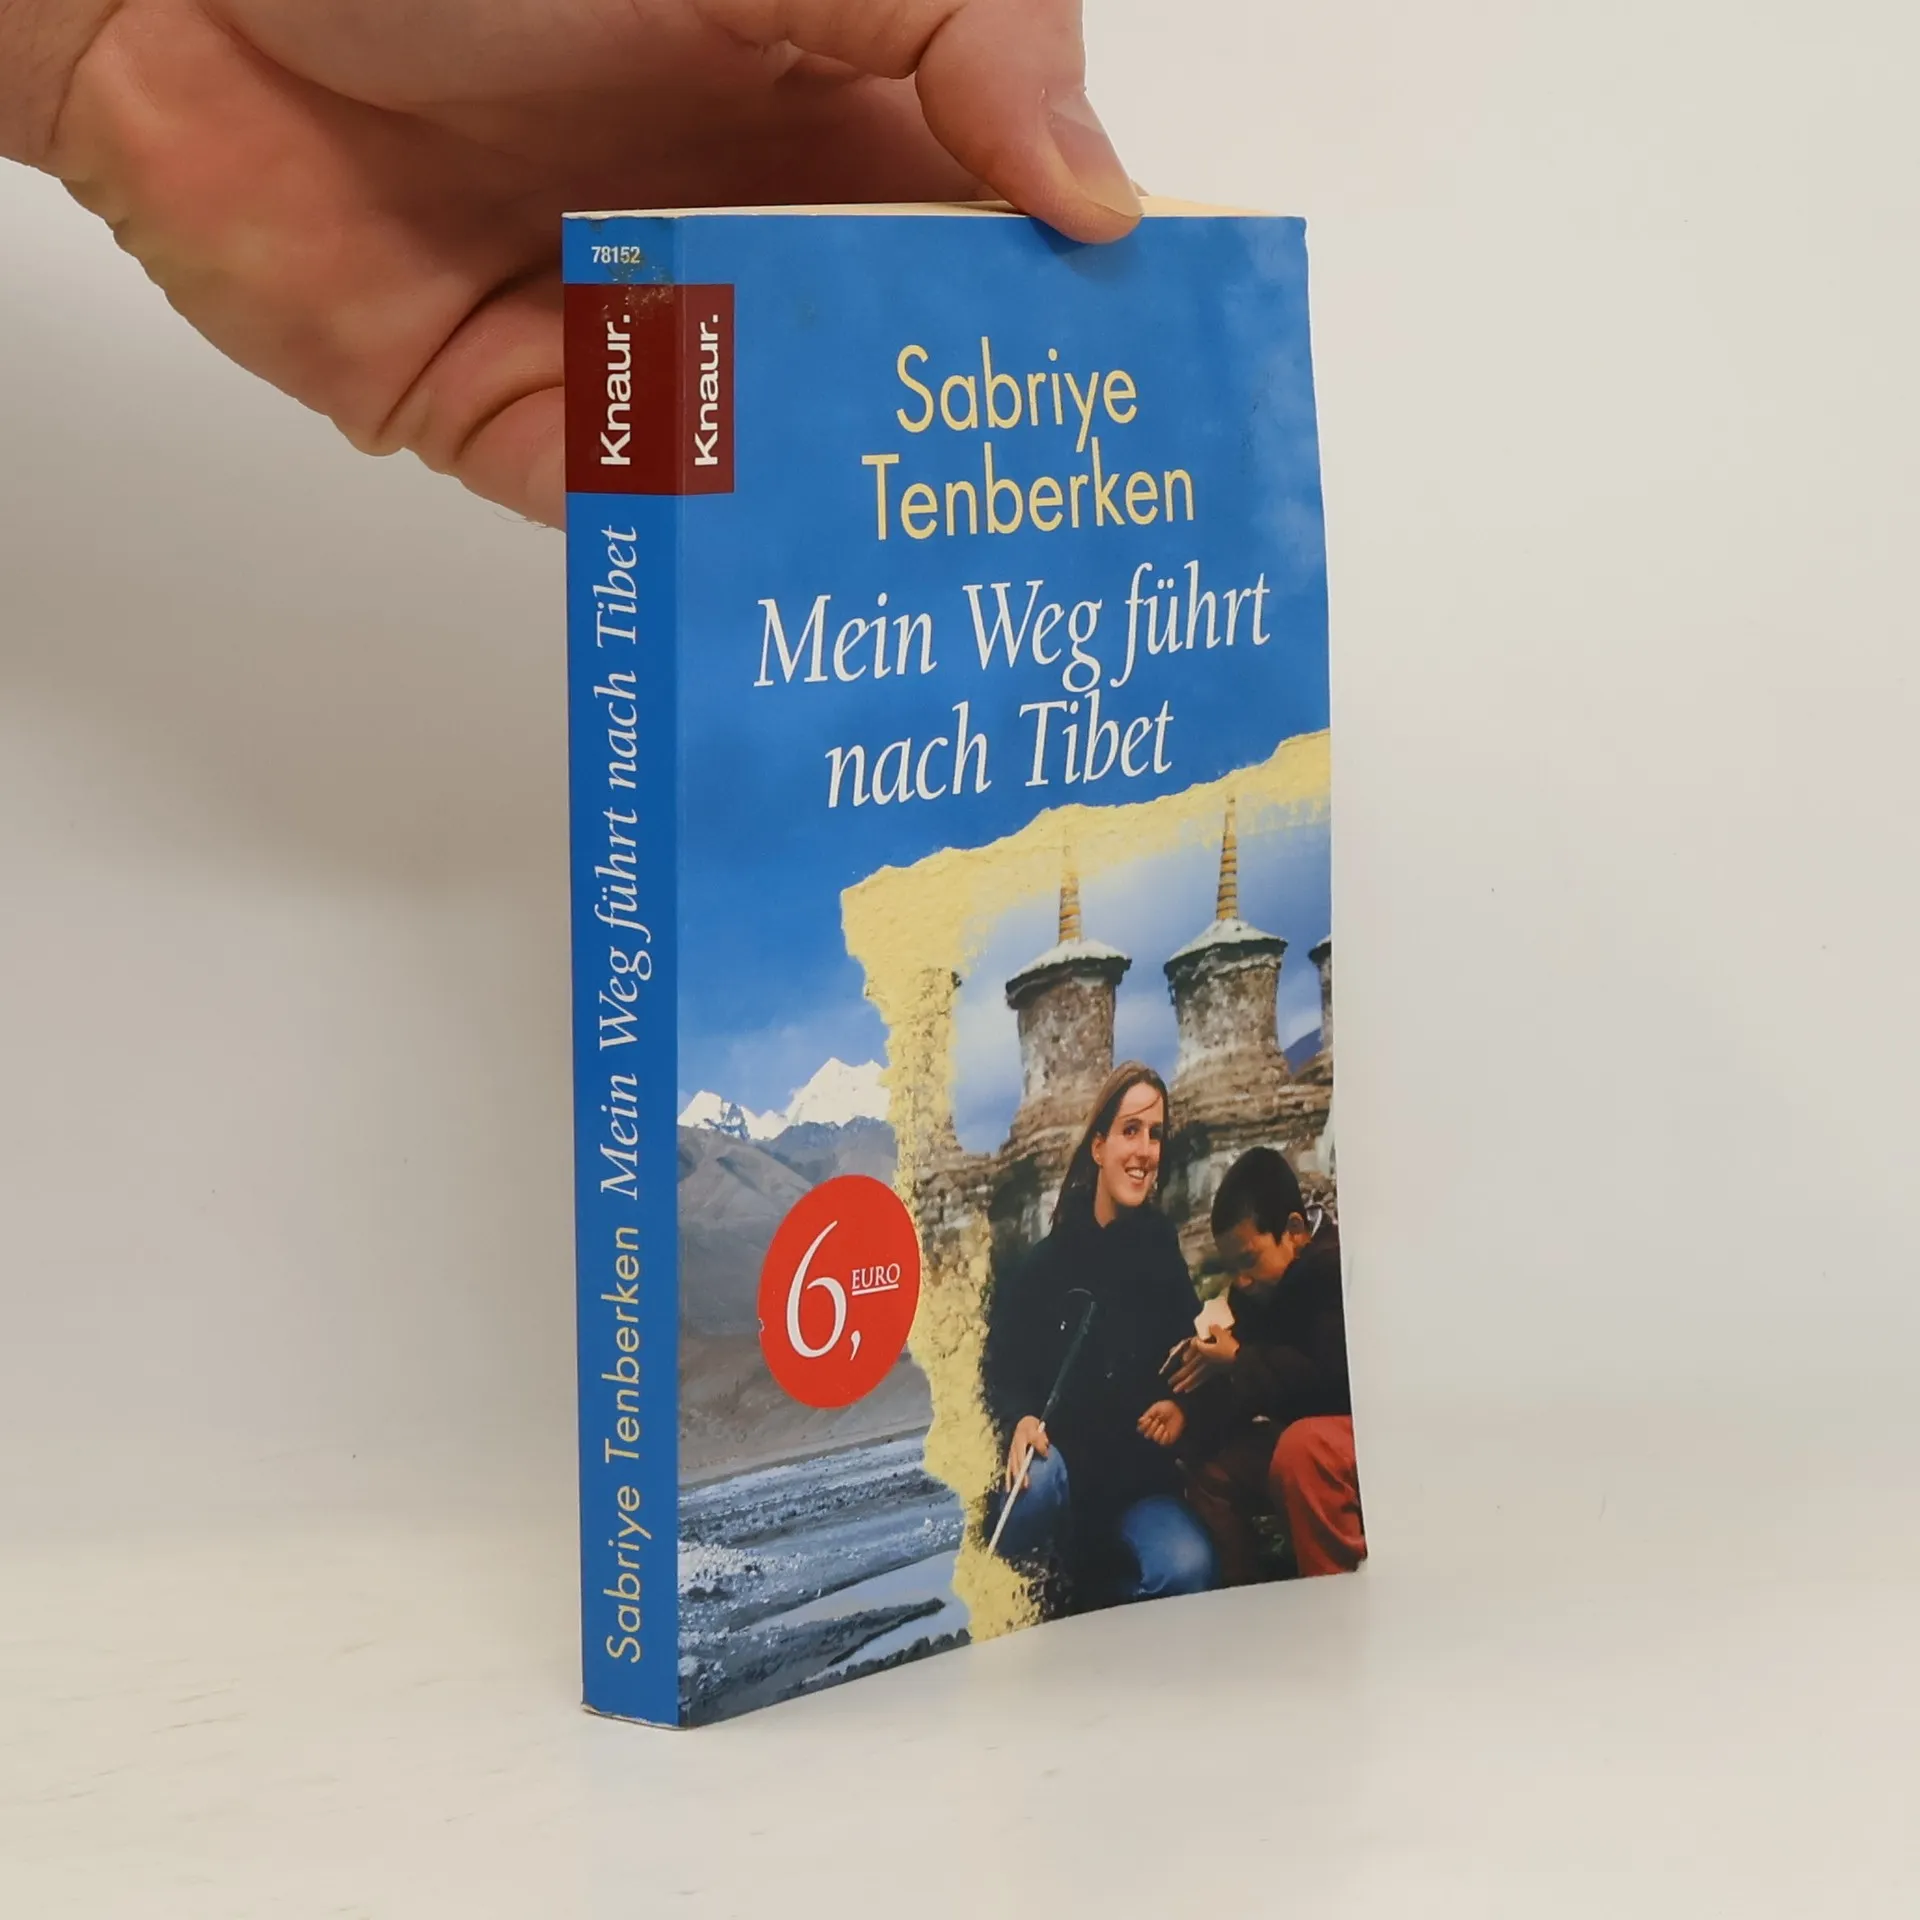 78152
Knaur.
Sabriye Tenberken Mein Weg führt nach Tibet
Knaur.
Sabriye
Tenberken
Mein Weg führt
nach Tibet
6, EURO